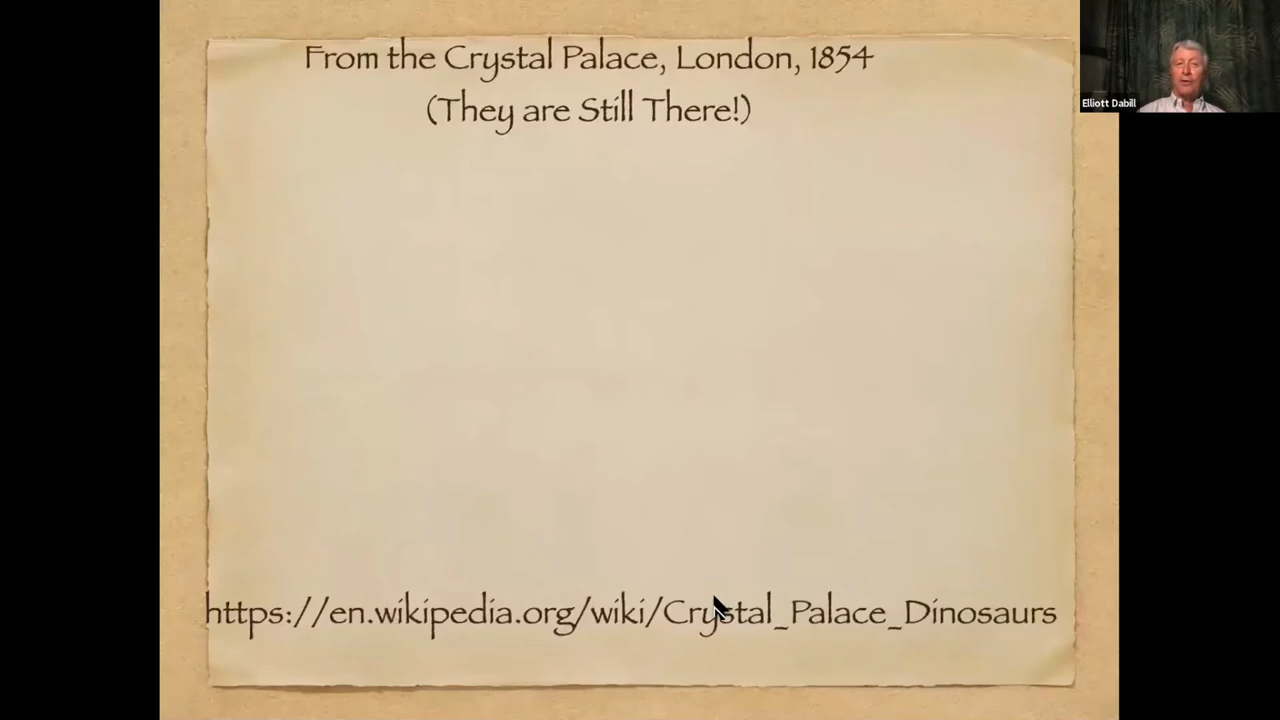 From the Crystal Palace, London, 1854
(They are Still There!)
Elliott Dabill
https://en.wikipedia.org/wiki/Crystal_Palace_Dinosaurs